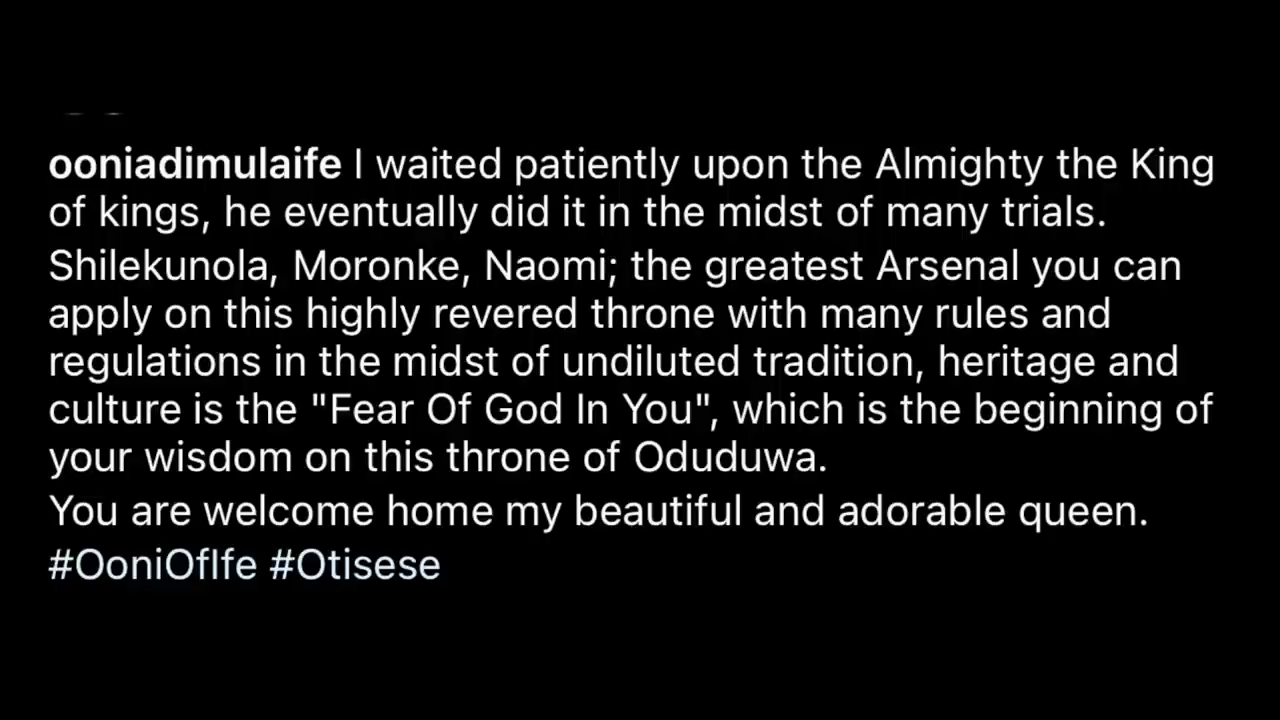 ooniadimulaife I waited patiently upon the Almighty the King
of kings, he eventually did it in the midst of many trials.
Shilekunola, Moronke, Naomi; the greatest Arsenal you can
apply on this highly revered throne with many rules and
regulations in the midst of undiluted tradition, heritage and
culture is the "Fear Of God In You", which is the beginning of
your wisdom on this throne of Oduduwa.
You are welcome home my beautiful and adorable queen.
#OoniOfIfe #Otisese